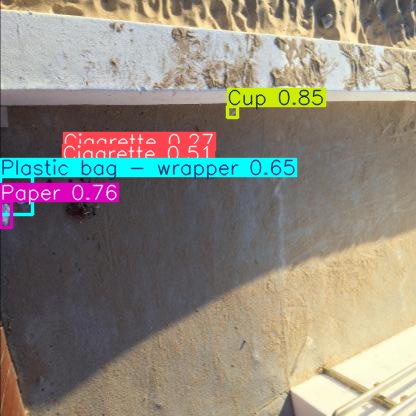 Cup 0.85
Cigarette 0.27
Cigarette 0.51
Plastic bag – wrapper 0.65
Paper 0.76